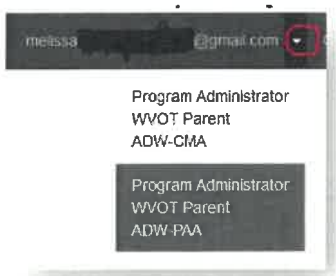 melissa @gmail.com
Program Administrator
WVOT Parent
ADW-CMA
Program Administrator
WVOT Parent
ADW-PAA